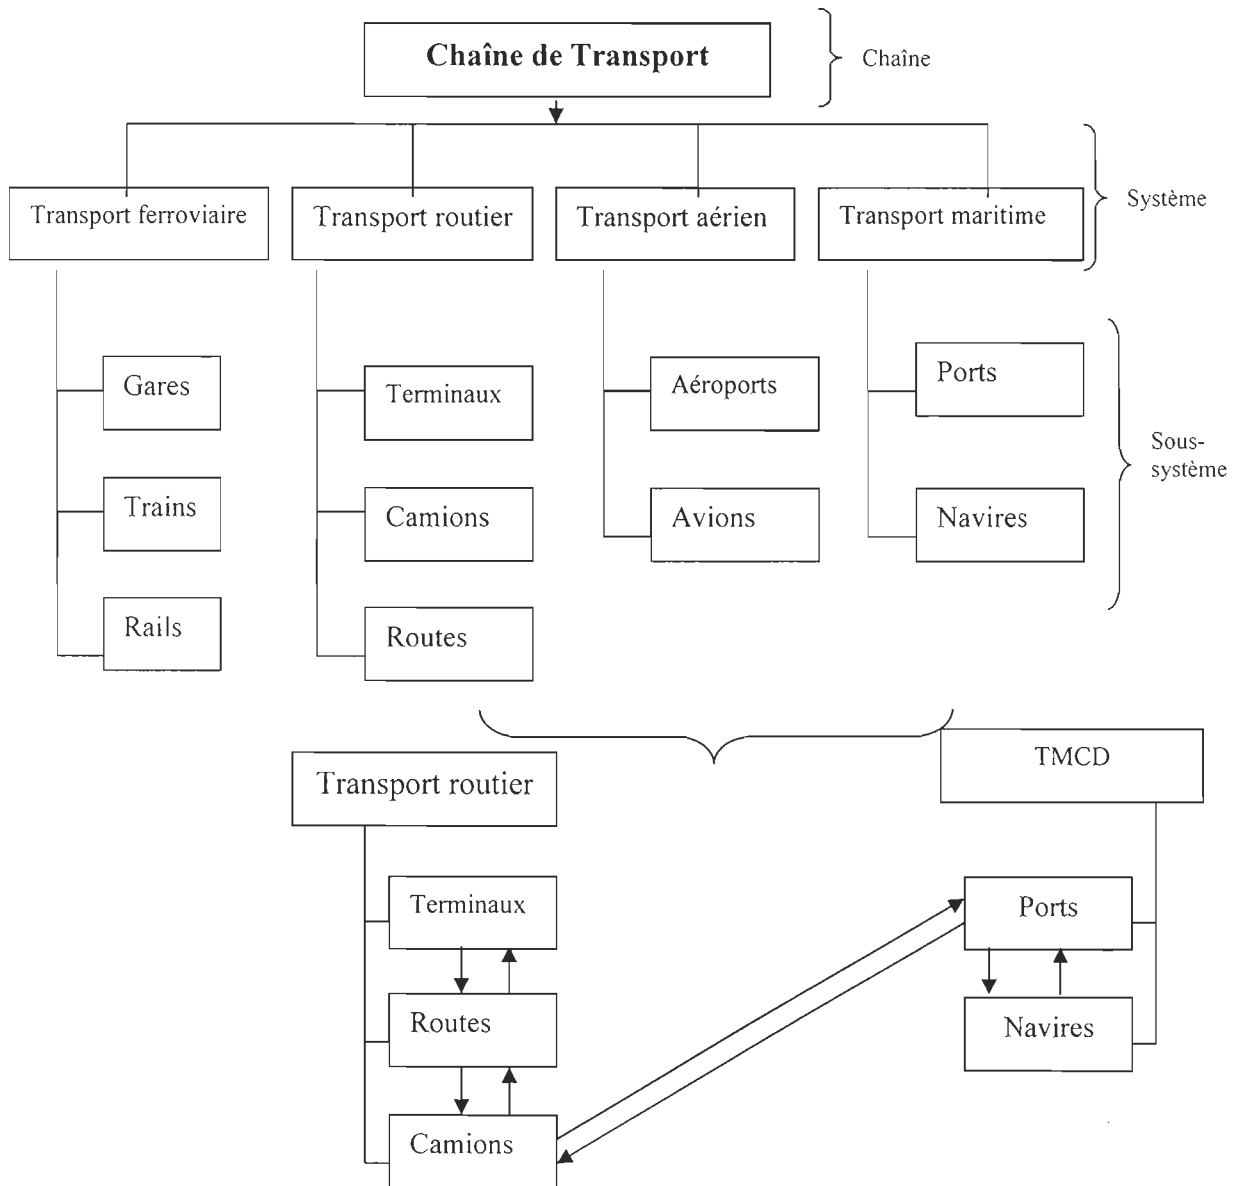 Chaîne de Transport
Chaîne
Transport ferroviaire
Transport routier
Transport aérien
Transport maritime
Système
Gares
Trains
Rails
Terminaux
Camions
Routes
Aéroports
Avions
Ports
Navires
Sous-
système
Transport routier
Terminaux
Routes
Camions
TMCD
Ports
Navires